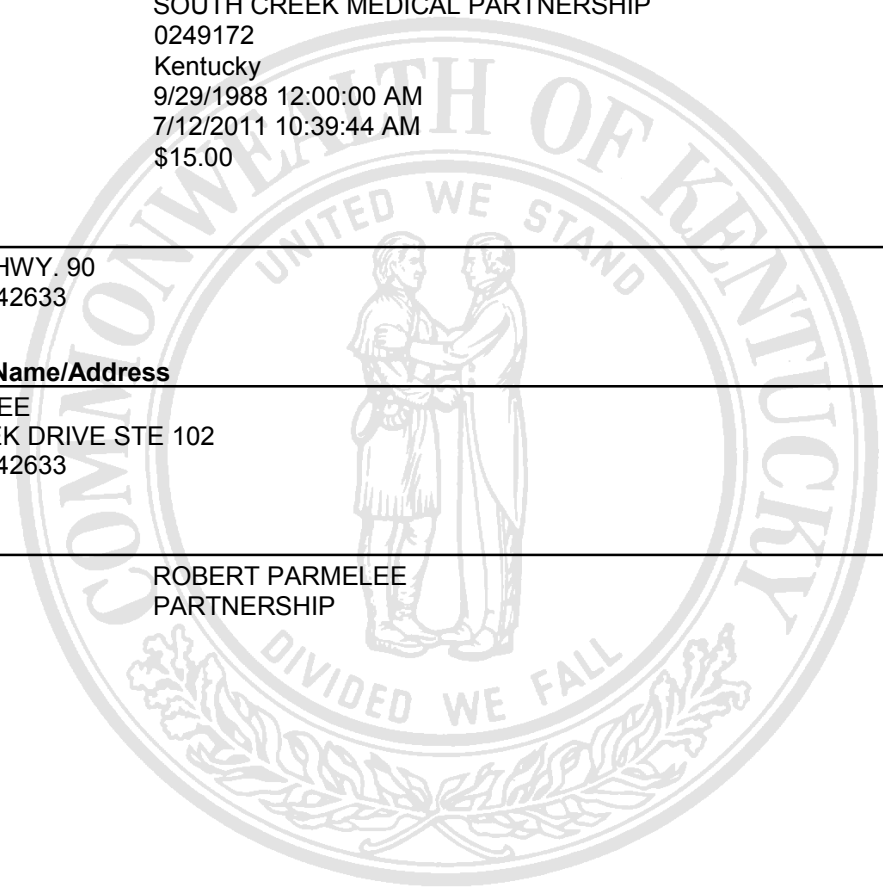 SOUTH CREEK MEDICAL PARTNERSHIP
0249172
Kentucky
9/29/1988 12:00:00 AM
7/12/2011 10:39:44 AM
$15.00
HWY. 90
42633
Name/Address
EE
EK DRIVE STE 102
42633
ROBERT PARMELEE
PARTNERSHIP
COMMONWEALTH OF KENTUCKY
UNITED WE STAND
DIVIDED WE FALL